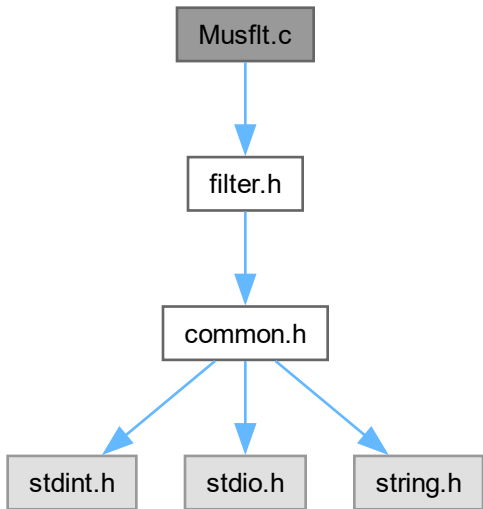 Musflt.c
filter.h
common.h
stdint.h
stdio.h
string.h